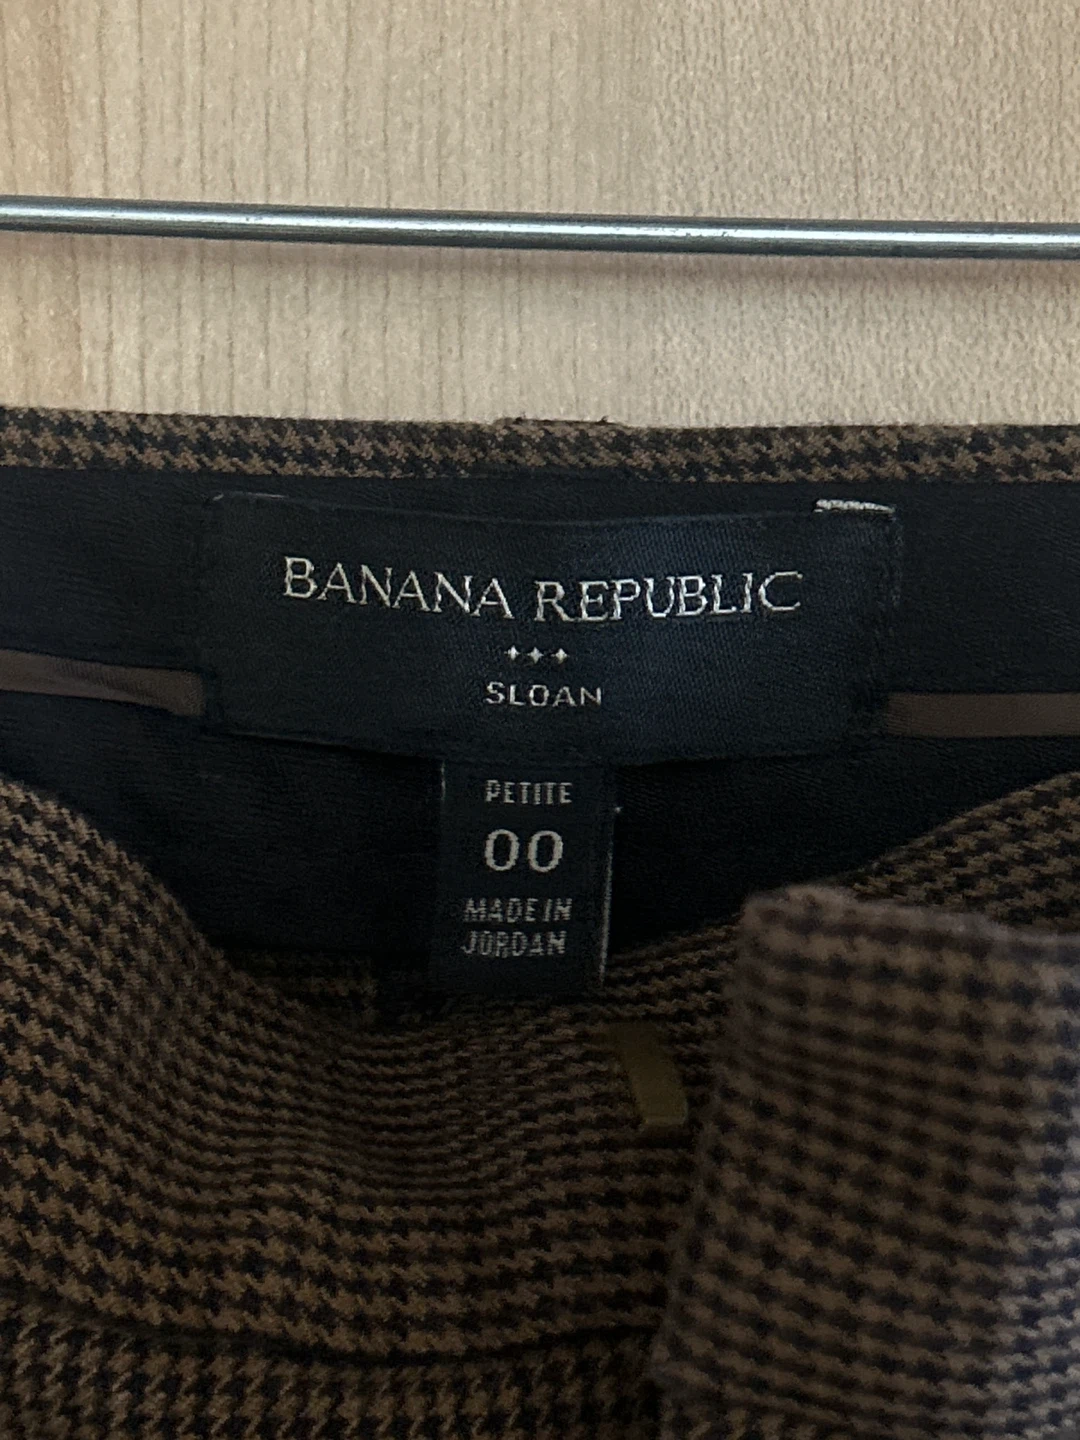 BANANA REPUBLIC
SLOAN
PETITE
00
MADE IN
JORDAN